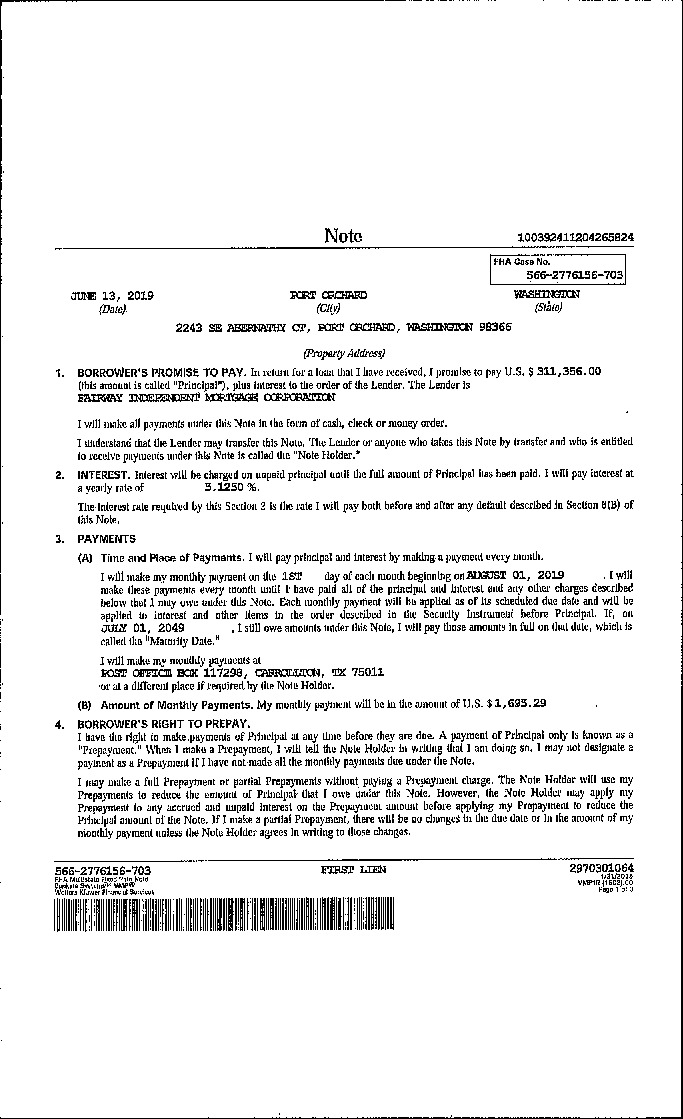 Note
100392411204265824
FHA Case No.
566-2776156-703
JUNE 13, 2019 PORT ORCHARD WASHINGTON
(Date) (City) (State)
2243 SE ABERNATHY CT, PORT ORCHARD, WASHINGTON 98366
(Property Address)
1. BORROWER'S PROMISE TO PAY. In return for a loan that I have received, I promise to pay U.S. $ 311,356.00
(this amount is called "Principal"), plus interest to the order of the Lender. The Lender is
FAIRWAY INDEPENDENT MORTGAGE CORPORATION
I will make all payments under this Note in the form of cash, check or money order.
I understand that the Lender may transfer this Note. The Lender or anyone who takes this Note by transfer and who is entitled
to receive payments under this Note is called the "Note Holder."
2. INTEREST. Interest will be charged on unpaid principal until the full amount of Principal has been paid. I will pay interest at
a yearly rate of 5.1250 %.
The interest rate required by this Section 2 is the rate I will pay both before and after any default described in Section 6(B) of
this Note.
3. PAYMENTS
(A) Time and Place of Payments. I will pay principal and interest by making a payment every month.
I will make my monthly payment on the 1ST day of each month beginning on AUGUST 01, 2019 . I will
make these payments every month until I have paid all of the principal and interest and any other charges described
below that I may owe under this Note. Each monthly payment will be applied as of its scheduled due date and will be
applied to interest and other items in the order described in the Security Instrument before Principal. If, on
JULY 01, 2049 , I still owe amounts under this Note, I will pay those amounts in full on that date, which is
called the "Maturity Date."
I will make my monthly payments at
POST OFFICE BOX 117298, CARROLLTON, TX 75011
or at a different place if required by the Note Holder.
(B) Amount of Monthly Payments. My monthly payment will be in the amount of U.S. $ 1,695.29 .
4. BORROWER'S RIGHT TO PREPAY.
I have the right to make payments of Principal at any time before they are due. A payment of Principal only is known as a
"Prepayment." When I make a Prepayment, I will tell the Note Holder in writing that I am doing so. I may not designate a
payment as a Prepayment if I have not made all the monthly payments due under the Note.
I may make a full Prepayment or partial Prepayments without paying a Prepayment charge. The Note Holder will use my
Prepayments to reduce the amount of Principal that I owe under this Note. However, the Note Holder may apply my
Prepayment to any accrued and unpaid interest on the Prepayment amount before applying my Prepayment to reduce the
Principal amount of the Note. If I make a partial Prepayment, there will be no changes in the due date or in the amount of my
monthly payment unless the Note Holder agrees in writing to those changes.
566-2776156-703 FIRST LIEN 2970301064
FHA Multistate Fixed Rate Note
Bankers Systems™ VMP®
Wolters Kluwer Financial Services
VMP1R (1502).00
Page 1 of 3